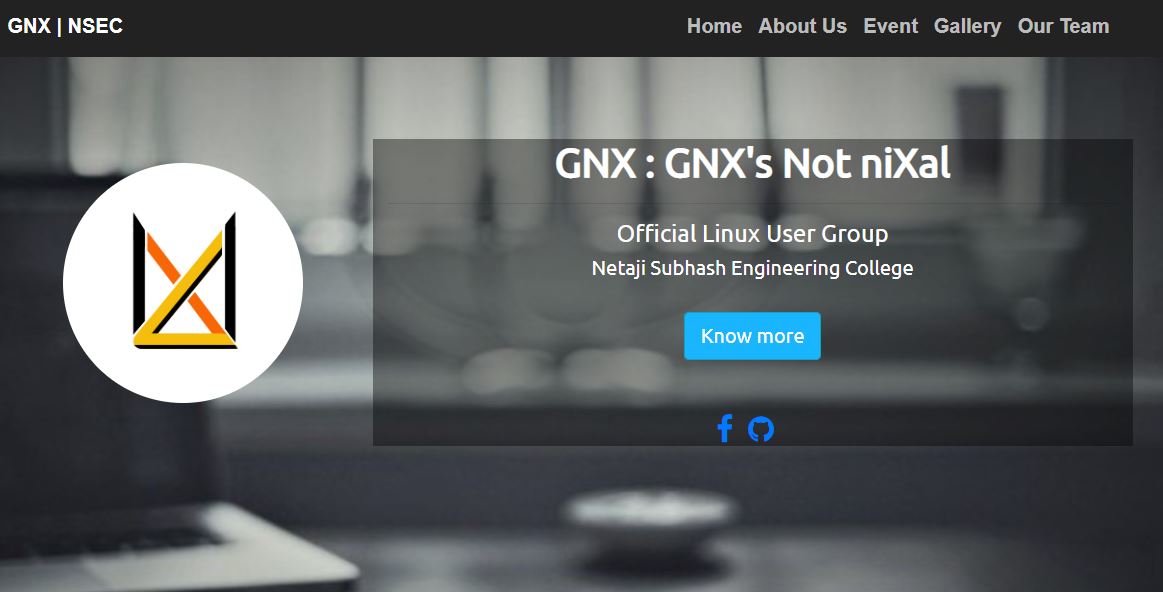 GNX | NSEC
Home About Us Event Gallery Our Team
GNX : GNX's Not niXal
Official Linux User Group
Netaji Subhash Engineering College
Know more